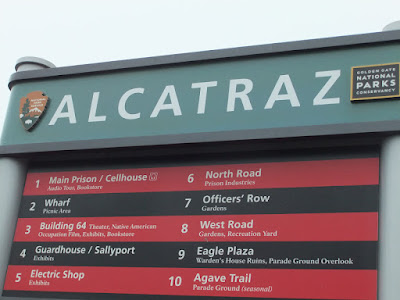 ALCATRAZ
GOLDEN GATE
NATIONAL
PARKS
CONSERVANCY
1 Main Prison / Cellhouse
Audio Tour, Bookstore
2 Wharf
Picnic Area
3 Building 64 Theater, Native American
Occupation Film, Exhibits, Bookstore
4 Guardhouse / Sallyport
Exhibits
5 Electric Shop
Exhibits
6 North Road
Prison Industries
7 Officers' Row
Gardens
8 West Road
Gardens, Recreation Yard
9 Eagle Plaza
Warden's House Ruins, Parade Ground Overlook
10 Agave Trail
Parade Ground (seasonal)